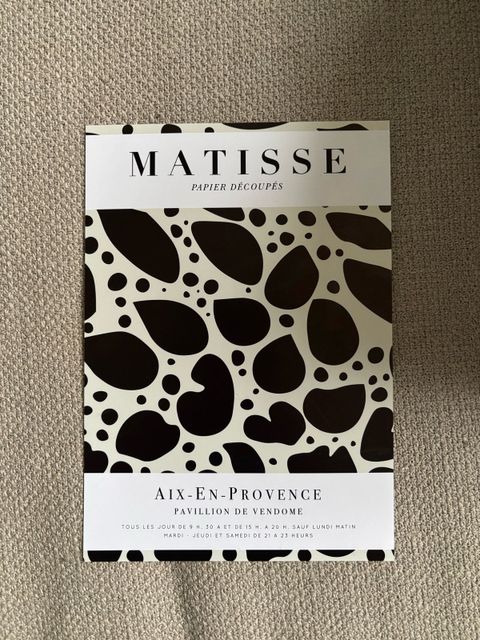 MATISSE
PAPIER DÉCOUPÉS
AIX-EN-PROVENCE
PAVILLION DE VENDOME
TOUS LES JOUR DE 9 H. 30 A ET DE 15 H. A 20 H. SAUF LUNDI MATIN
MARDI - JEUDI ET SAMEDI DE 21 A 23 HEURS